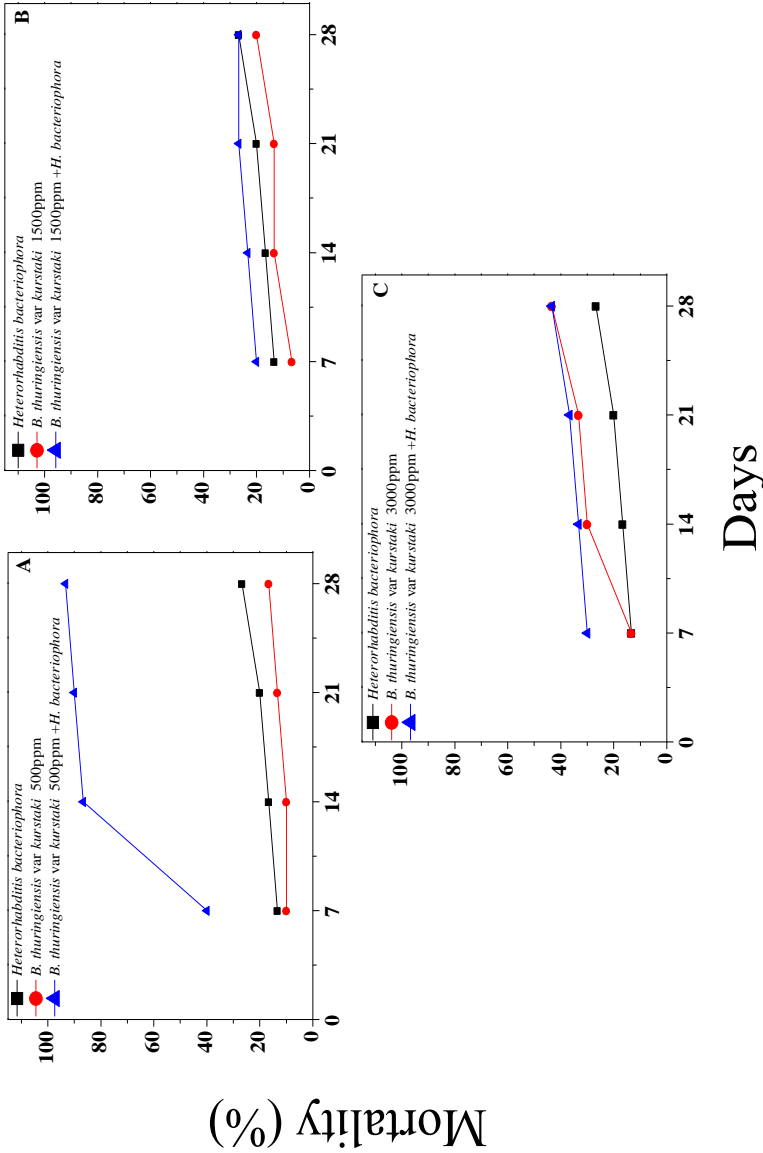 Mortality (%)
A
Heterorhabditis bacteriophora
B. thuringiensis var kurstaki 500ppm
B. thuringiensis var kurstaki 500ppm +H. bacteriophora
100
80
60
40
20
0
0
7
14
21
28
B
Heterorhabditis bacteriophora
B. thuringiensis var kurstaki 1500ppm
B. thuringiensis var kurstaki 1500ppm +H. bacteriophora
100
80
60
40
20
0
0
7
14
21
28
C
Heterorhabditis bacteriophora
B. thuringiensis var kurstaki 3000ppm
B. thuringiensis var kurstaki 3000ppm +H. bacteriophora
100
80
60
40
20
0
0
7
14
21
28
Days